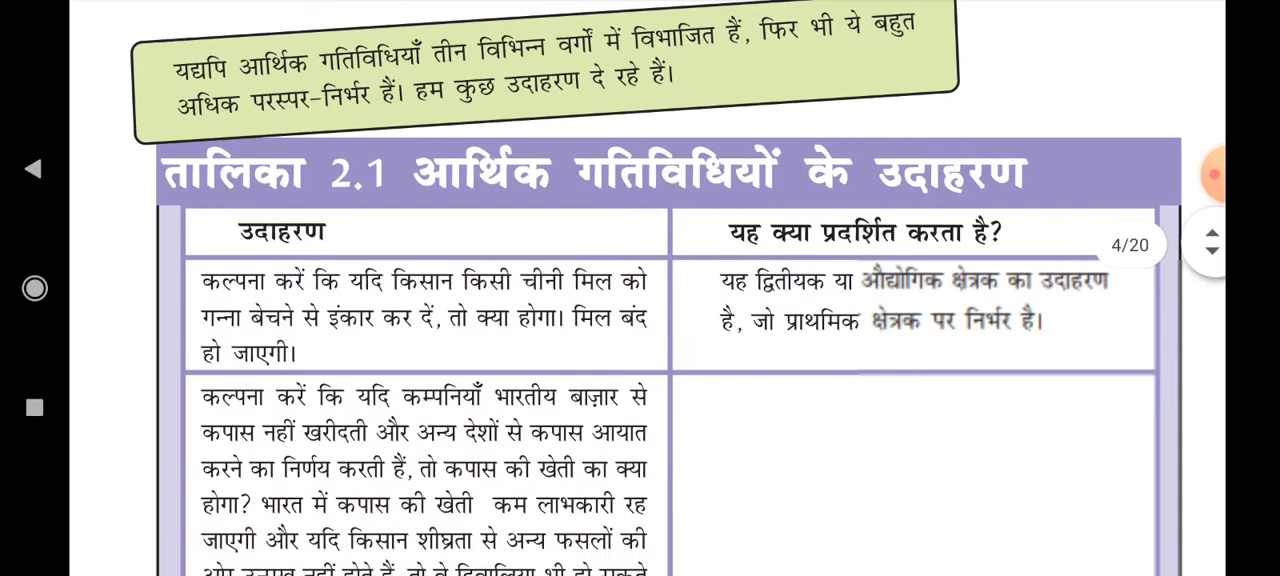 यद्यपि आर्थिक गतिविधियाँ तीन विभिन्न वर्गों में विभाजित हैं, फिर भी ये बहुत
अधिक परस्पर-निर्भर हैं। हम कुछ उदाहरण दे रहे हैं।
तालिका 2.1 आर्थिक गतिविधियों के उदाहरण
उदाहरण
यह क्या प्रदर्शित करता है?
4/20
कल्पना करें कि यदि किसान किसी चीनी मिल को
गन्ना बेचने से इंकार कर दें, तो क्या होगा। मिल बंद
हो जाएगी।
यह द्वितीयक या औद्योगिक क्षेत्रक का उदाहरण
है, जो प्राथमिक क्षेत्रक पर निर्भर है।
कल्पना करें कि यदि कम्पनियाँ भारतीय बाज़ार से
कपास नहीं खरीदती और अन्य देशों से कपास आयात
करने का निर्णय करती हैं, तो कपास की खेती का क्या
होगा? भारत में कपास की खेती कम लाभकारी रह
जाएगी और यदि किसान शीघ्रता से अन्य फसलों की